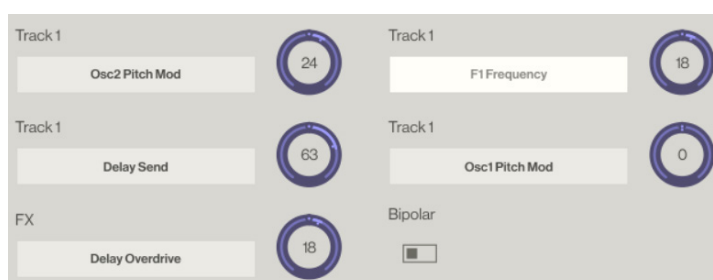 Track 1
Osc2 Pitch Mod
24
Track 1
F1 Frequency
18
Track 1
Delay Send
63
Track 1
Osc1 Pitch Mod
0
FX
Delay Overdrive
18
Bipolar